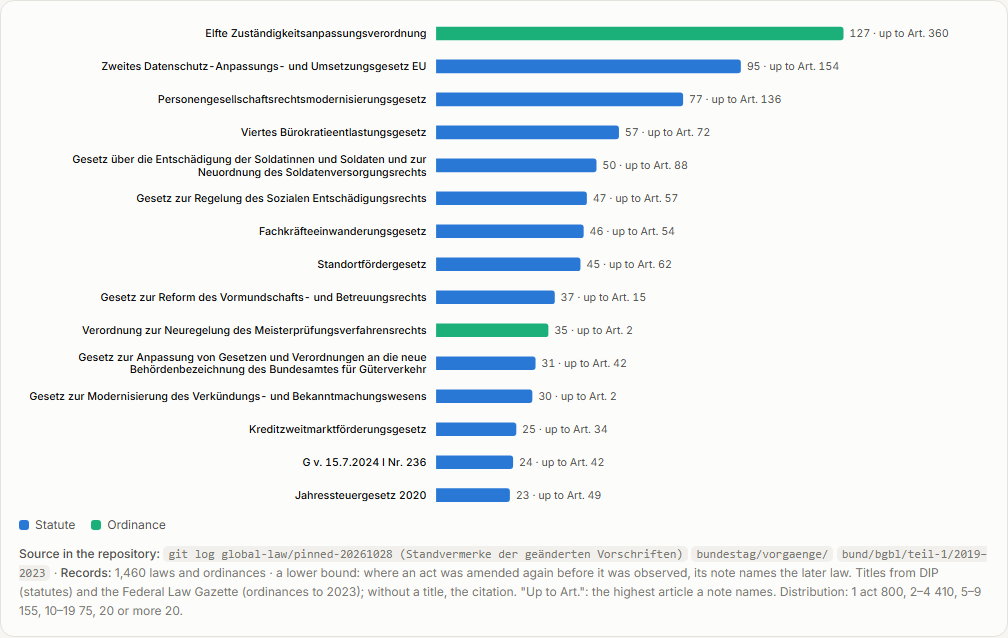 Elfte Zuständigkeitsanpassungsverordnung 127 · up to Art. 360
Zweites Datenschutz-Anpassungs- und Umsetzungsgesetz EU 95 · up to Art. 154
Personengesellschaftsrechtsmodernisierungsgesetz 77 · up to Art. 136
Viertes Bürokratieentlastungsgesetz 57 · up to Art. 72
Gesetz über die Entschädigung der Soldatinnen und Soldaten und zur
Neuordnung des Soldatenversorgungsrechts 50 · up to Art. 88
Gesetz zur Regelung des Sozialen Entschädigungsrechts 47 · up to Art. 57
Fachkräfteeinwanderungsgesetz 46 · up to Art. 54
Standortfördergesetz 45 · up to Art. 62
Gesetz zur Reform des Vormundschafts- und Betreuungsrechts 37 · up to Art. 15
Verordnung zur Neuregelung des Meisterprüfungsverfahrensrechts 35 · up to Art. 2
Gesetz zur Anpassung von Gesetzen und Verordnungen an die neue
Behördenbezeichnung des Bundesamtes für Güterverkehr 31 · up to Art. 42
Gesetz zur Modernisierung des Verkündungs- und Bekanntmachungswesens 30 · up to Art. 2
Kreditzweitmarktförderungsgesetz 25 · up to Art. 34
G v. 15.7.2024 I Nr. 236 24 · up to Art. 42
Jahressteuergesetz 2020 23 · up to Art. 49
Statute Ordinance
Source in the repository: git log global-law/pinned-20261028 (Standvermerke der geänderten Vorschriften) bundestag/vorgaenge/ bund/bgbl/teil-1/2019-
2023 · Records: 1,460 laws and ordinances · a lower bound: where an act was amended again before it was observed, its note names the later law. Titles from DIP
(statutes) and the Federal Law Gazette (ordinances to 2023); without a title, the citation. "Up to Art.": the highest article a note names. Distribution: 1 act 800, 2–4 410, 5–9
155, 10–19 75, 20 or more 20.